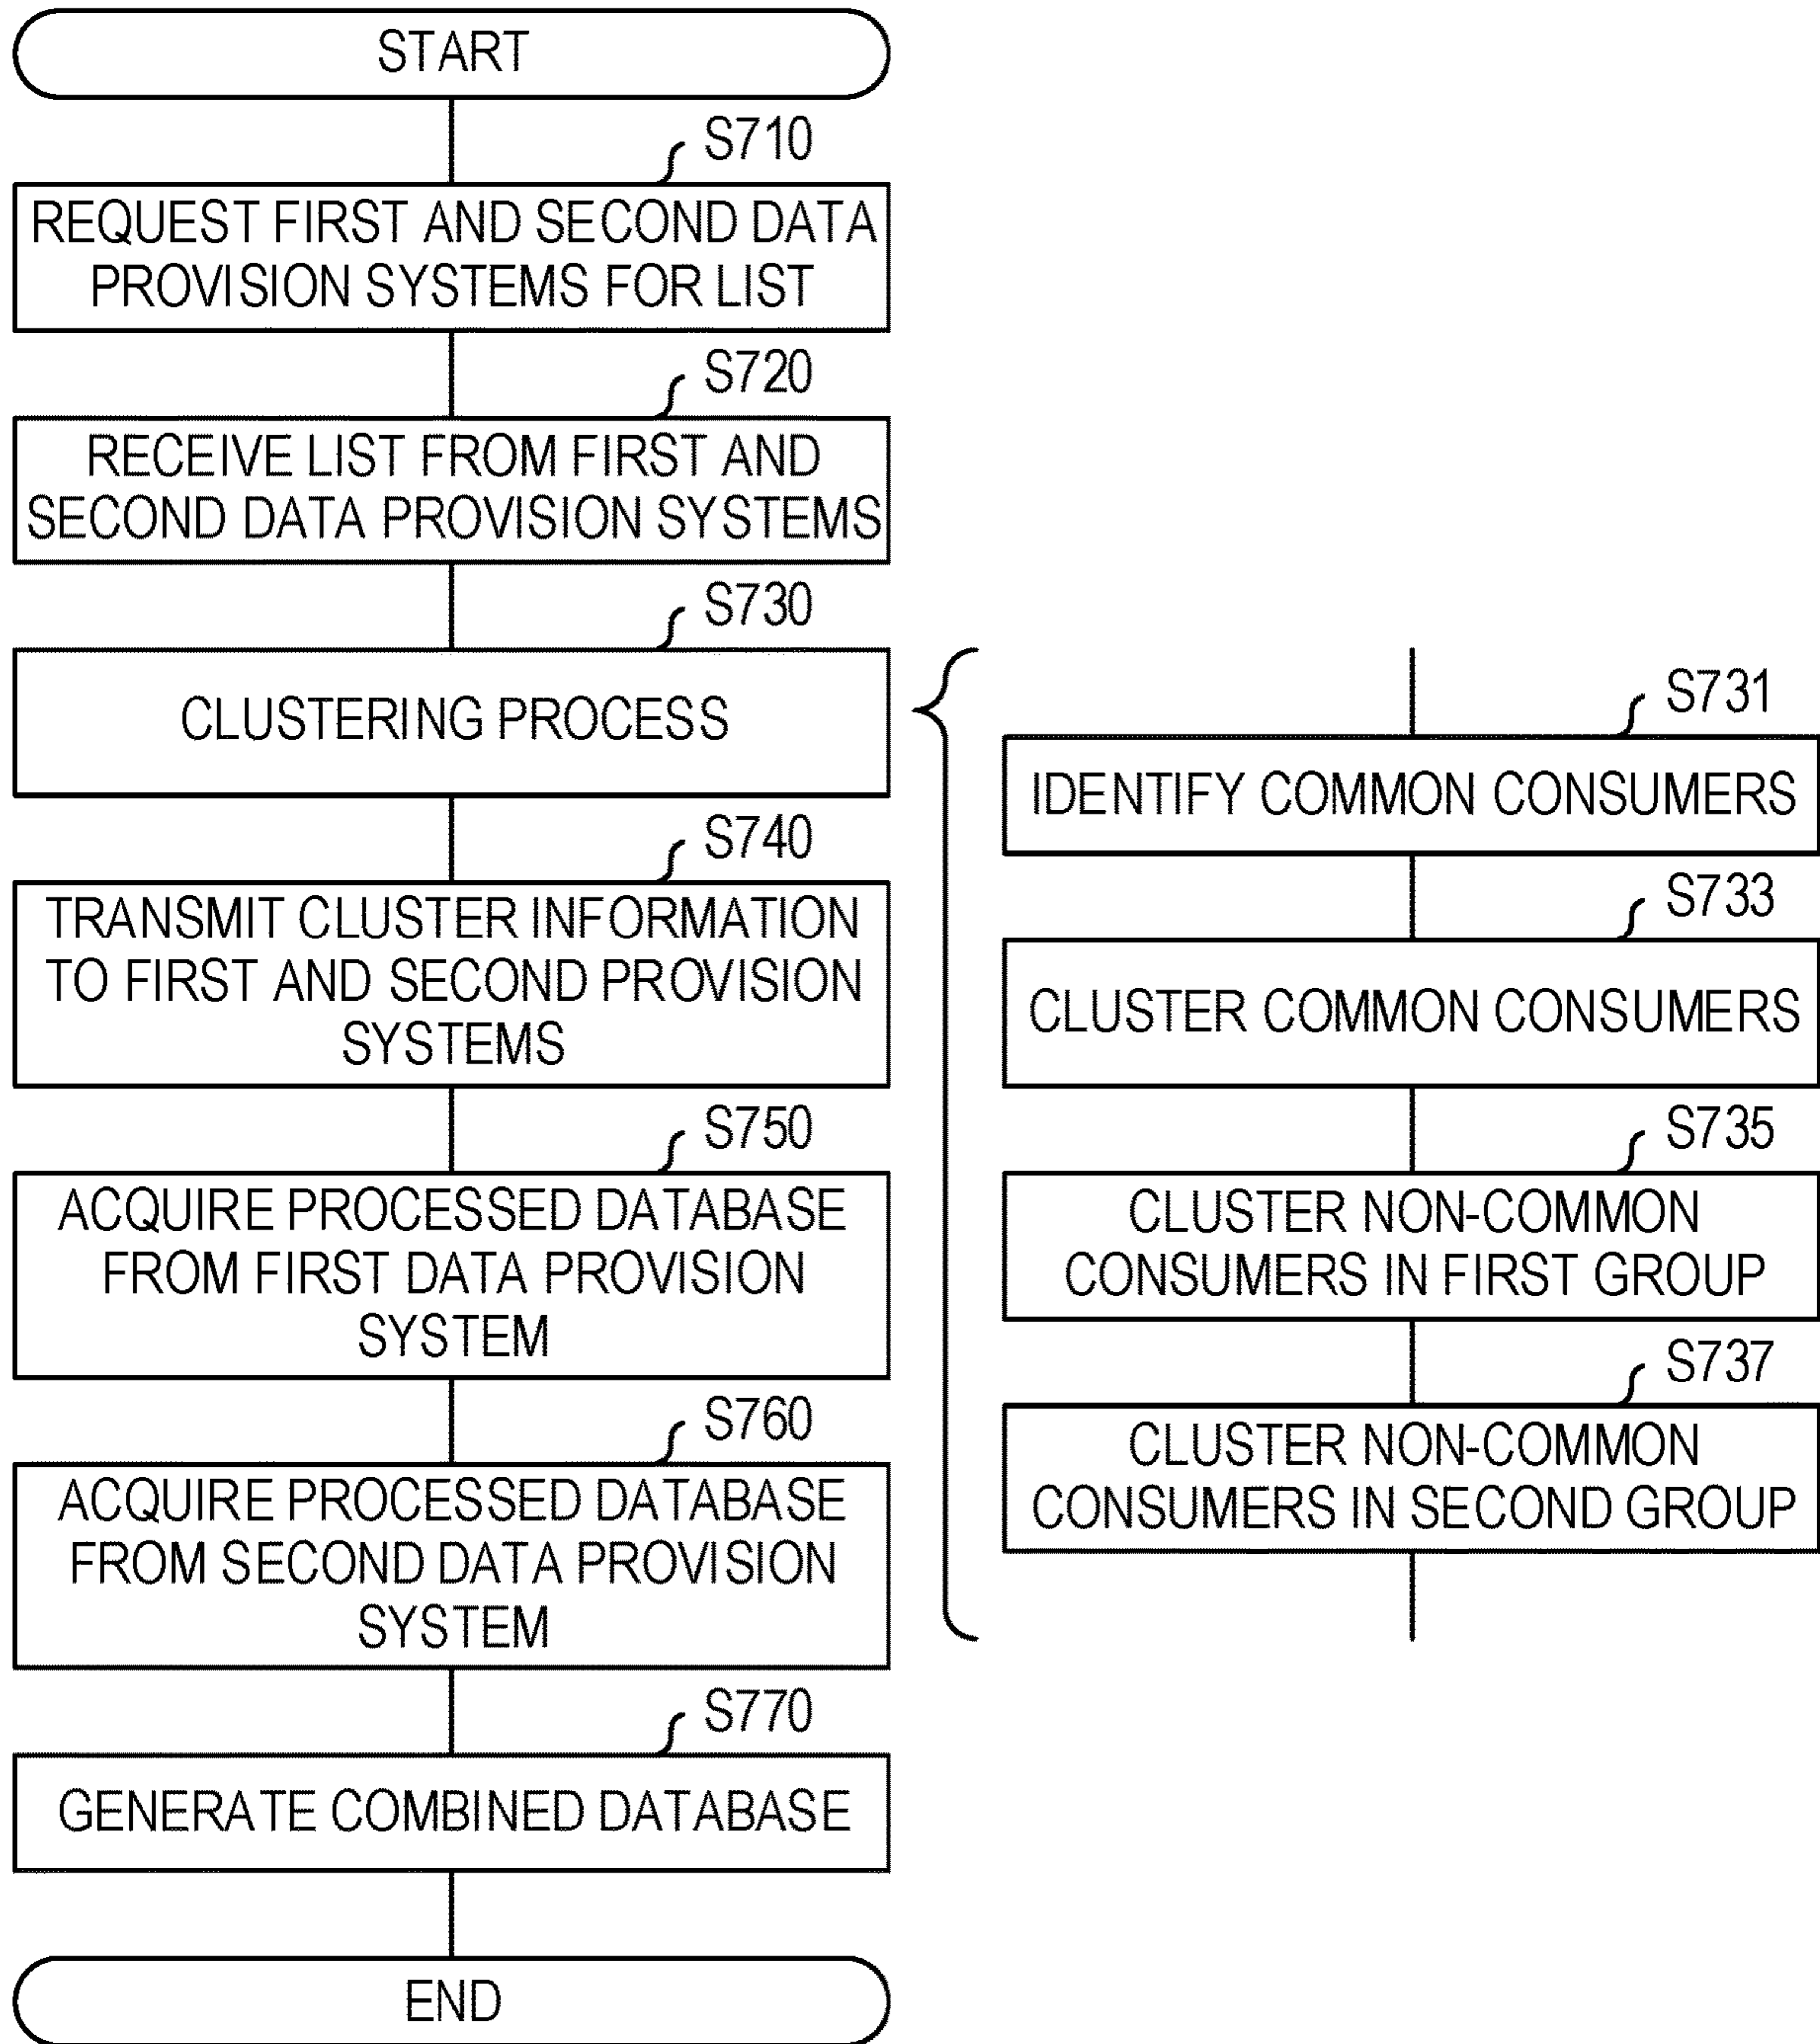 START
S710
REQUEST FIRST AND SECOND DATA
PROVISION SYSTEMS FOR LIST
S720
RECEIVE LIST FROM FIRST AND
SECOND DATA PROVISION SYSTEMS
S730
CLUSTERING PROCESS
S740
TRANSMIT CLUSTER INFORMATION
TO FIRST AND SECOND PROVISION
SYSTEMS
S750
ACQUIRE PROCESSED DATABASE
FROM FIRST DATA PROVISION
SYSTEM
S760
ACQUIRE PROCESSED DATABASE
FROM SECOND DATA PROVISION
SYSTEM
S770
GENERATE COMBINED DATABASE
END
S731
IDENTIFY COMMON CONSUMERS
S733
CLUSTER COMMON CONSUMERS
S735
CLUSTER NON-COMMON
CONSUMERS IN FIRST GROUP
S737
CLUSTER NON-COMMON
CONSUMERS IN SECOND GROUP